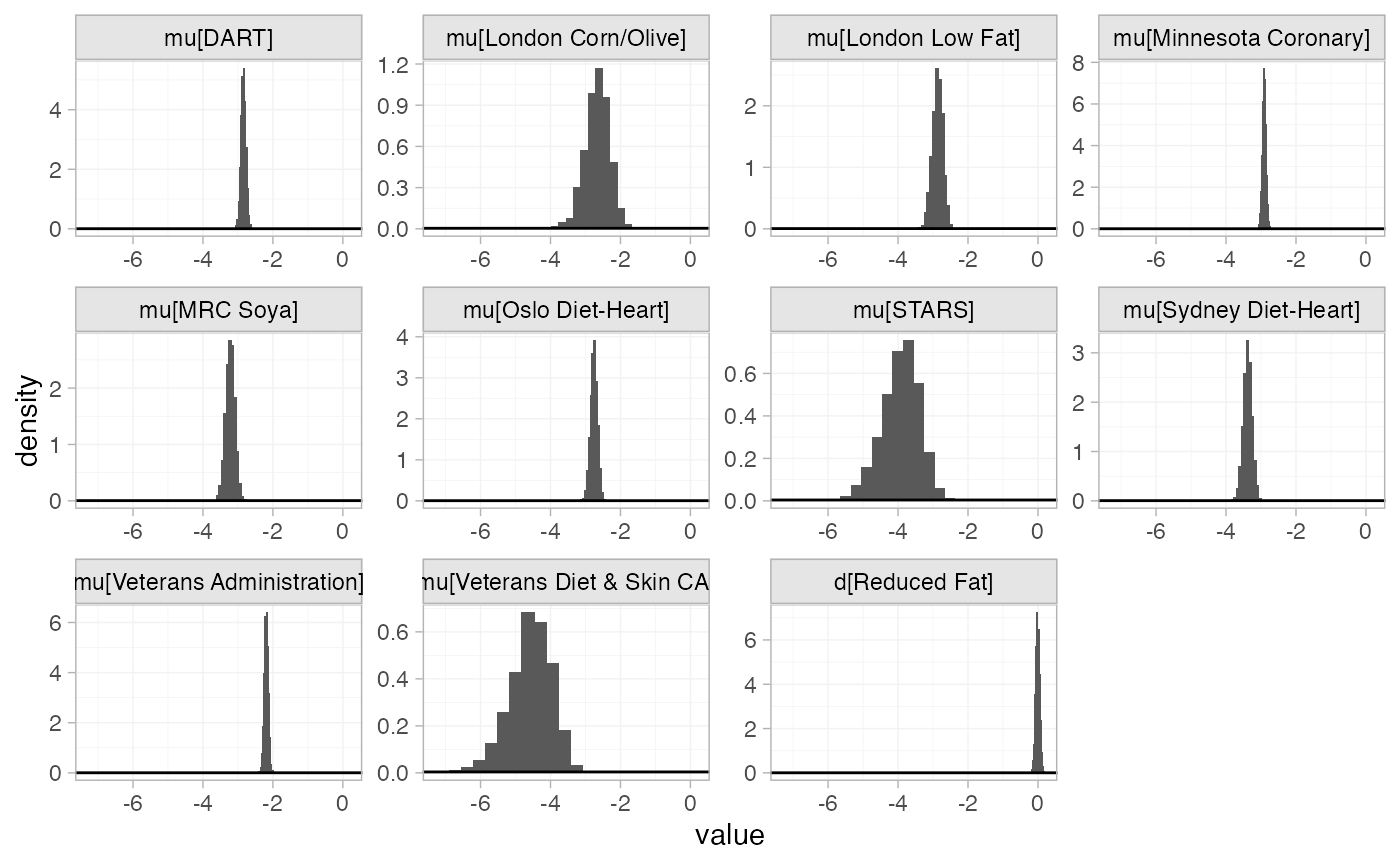 mu[DART]
mu[London Corn/Olive]
mu[London Low Fat]
mu[Minnesota Coronary]
4
2
0
1.2
0.9
0.6
0.3
0.0
2
1
0
8
6
4
2
0
-6 -4 -2 0
-6 -4 -2 0
-6 -4 -2 0
-6 -4 -2 0
mu[MRC Soya]
mu[Oslo Diet-Heart]
mu[STARS]
mu[Sydney Diet-Heart]
density
2
1
0
4
3
2
1
0
0.6
0.4
0.2
0.0
3
2
1
0
-6 -4 -2 0
-6 -4 -2 0
-6 -4 -2 0
-6 -4 -2 0
mu[Veterans Administration]
mu[Veterans Diet & Skin CA
d[Reduced Fat]
6
4
2
0
0.6
0.4
0.2
0.0
6
4
2
0
-6 -4 -2 0
-6 -4 -2 0
-6 -4 -2 0
value